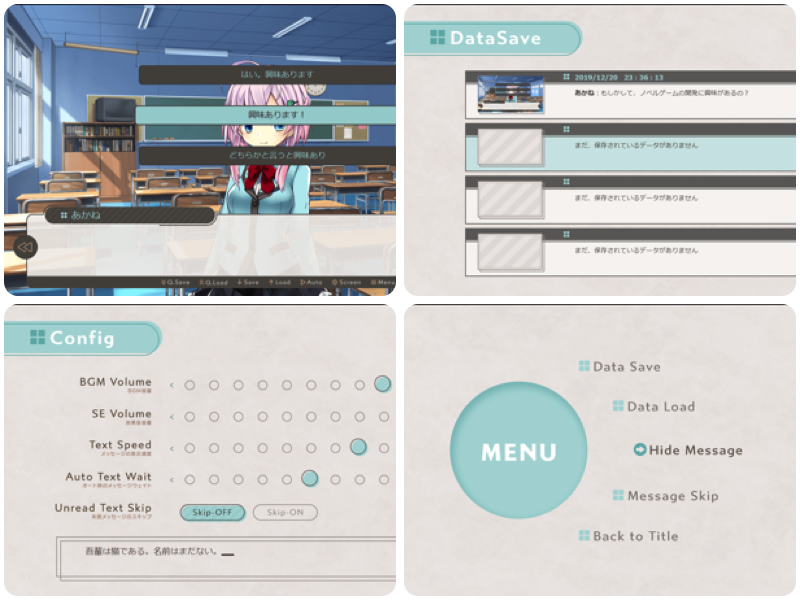 はい。興味あります
興味あります！
どちらかと言うと興味あり
あかね
Q.Save Q.Load Save Load Auto Screen Menu
DataSave
2019/12/20 23:36:13
あかね：もしかして、ノベルゲームの開発に興味があるの？
まだ、保存されているデータがありません
まだ、保存されているデータがありません
まだ、保存されているデータがありません
Config
BGM Volume
BGM音量
SE Volume
効果音音量
Text Speed
メッセージの表示速度
Auto Text Wait
オート時のメッセージウェイト
Unread Text Skip
未読メッセージのスキップ
Skip-OFF Skip-ON
吾輩は猫である。名前はまだない。
MENU
Data Save
Data Load
Hide Message
Message Skip
Back to Title